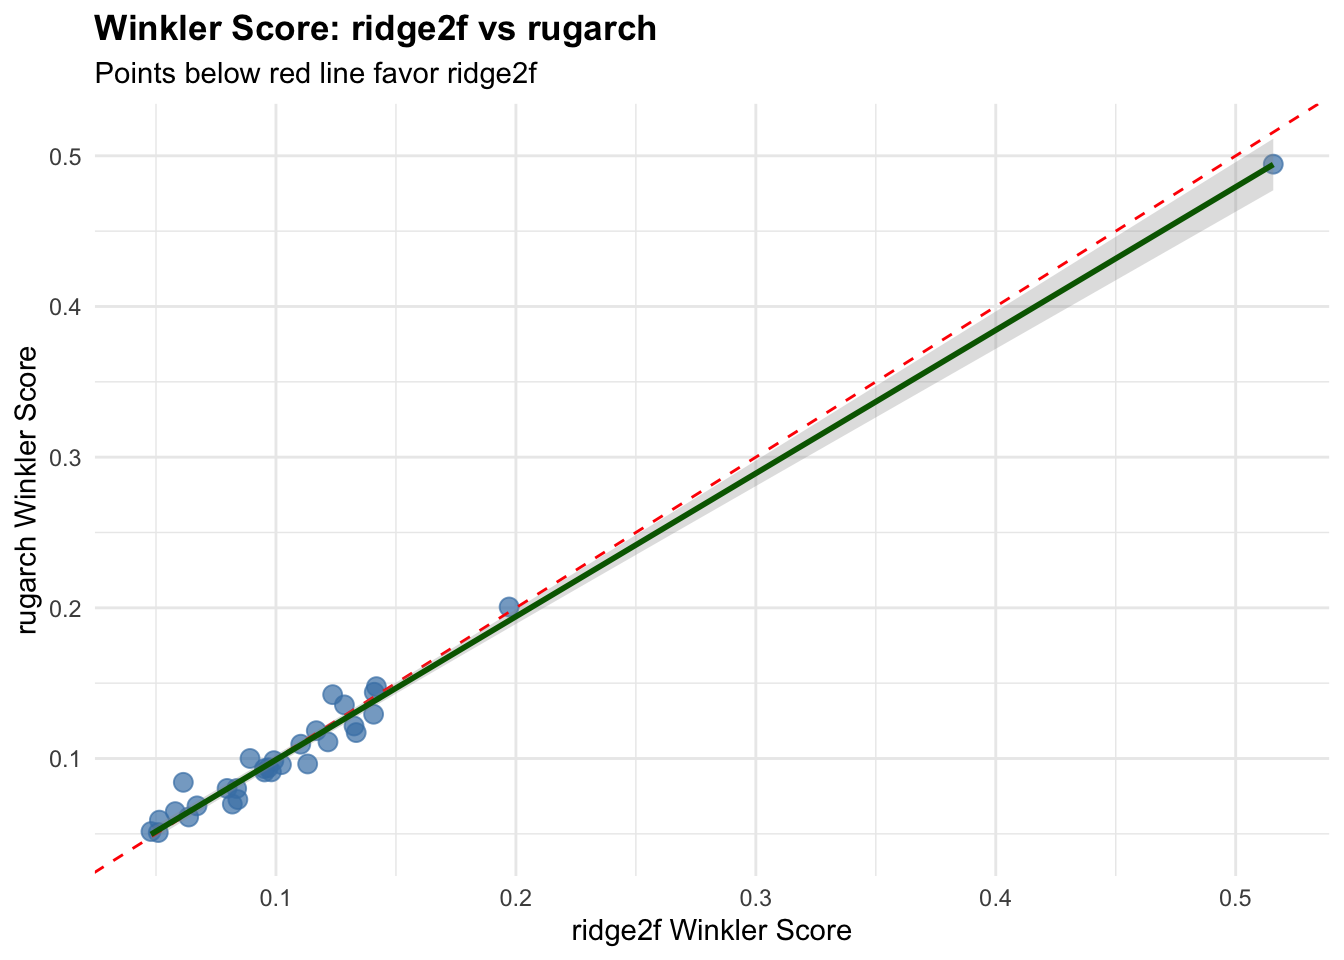 Winkler Score: ridge2f vs rugarch
Points below red line favor ridge2f
rugarch Winkler Score
0.5
0.4
0.3
0.2
0.1
0.1 0.2 0.3 0.4 0.5
ridge2f Winkler Score